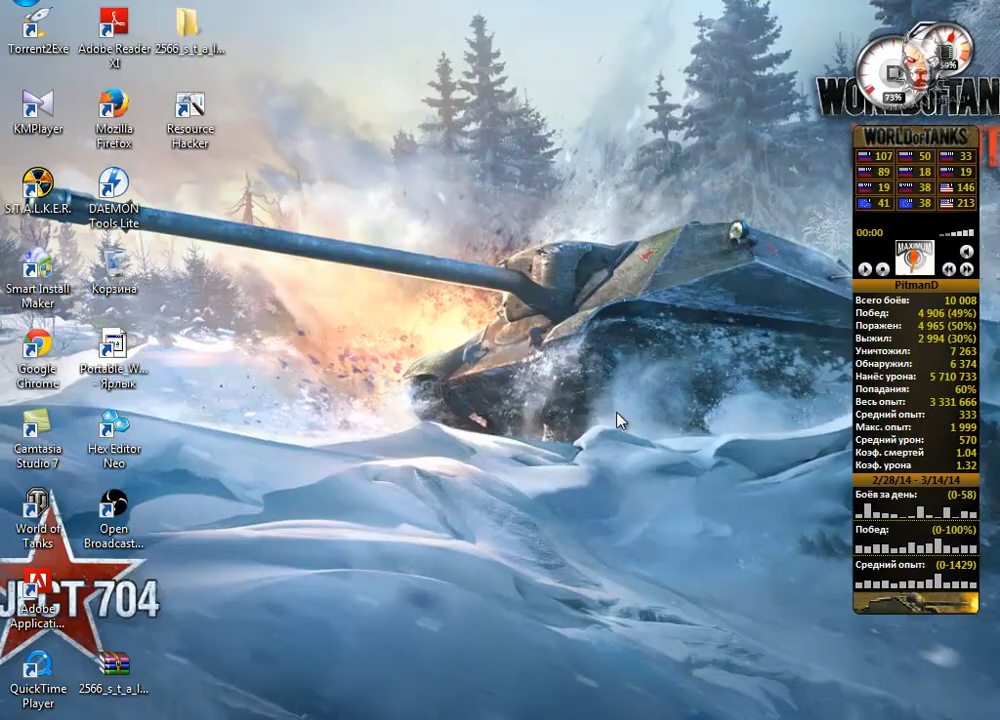 Torrent2Exe
Adobe Reader
XI
2566_s_t_a_l...
KMPlayer
Mozilla
Firefox
Resource
Hacker
S.T.A.L.K.E.R.
DAEMON
Tools Lite
Smart Install
Maker
Корзина
Google
Chrome
Portable_W...
- Ярлык
Camtasia
Studio 7
Hex Editor
Neo
World of
Tanks
Open
Broadcast...
JECT 704
Adobe
Applicati...
QuickTime
Player
2566_s_t_a_l...
73%
59%
WORLD OF TAN
WORLD OF TANKS
107 50 33
89 18 19
19 38 146
41 38 213
00:00
MAXIMUM
PitmanD
Всего боёв: 10 008
Побед: 4 906 (49%)
Поражен: 4 965 (50%)
Выжил: 2 994 (30%)
Уничтожил: 7 263
Обнаружил: 6 374
Нанёс урона: 5 710 733
Попадания: 60%
Весь опыт: 3 331 666
Средний опыт: 333
Макс. опыт: 1 999
Средний урон: 570
Коэф. смертей 1.04
Коэф. урона 1.32
2/28/14 - 3/14/14
Боёв за день: (0-58)
Побед: (0-100%)
Средний опыт: (0-1429)